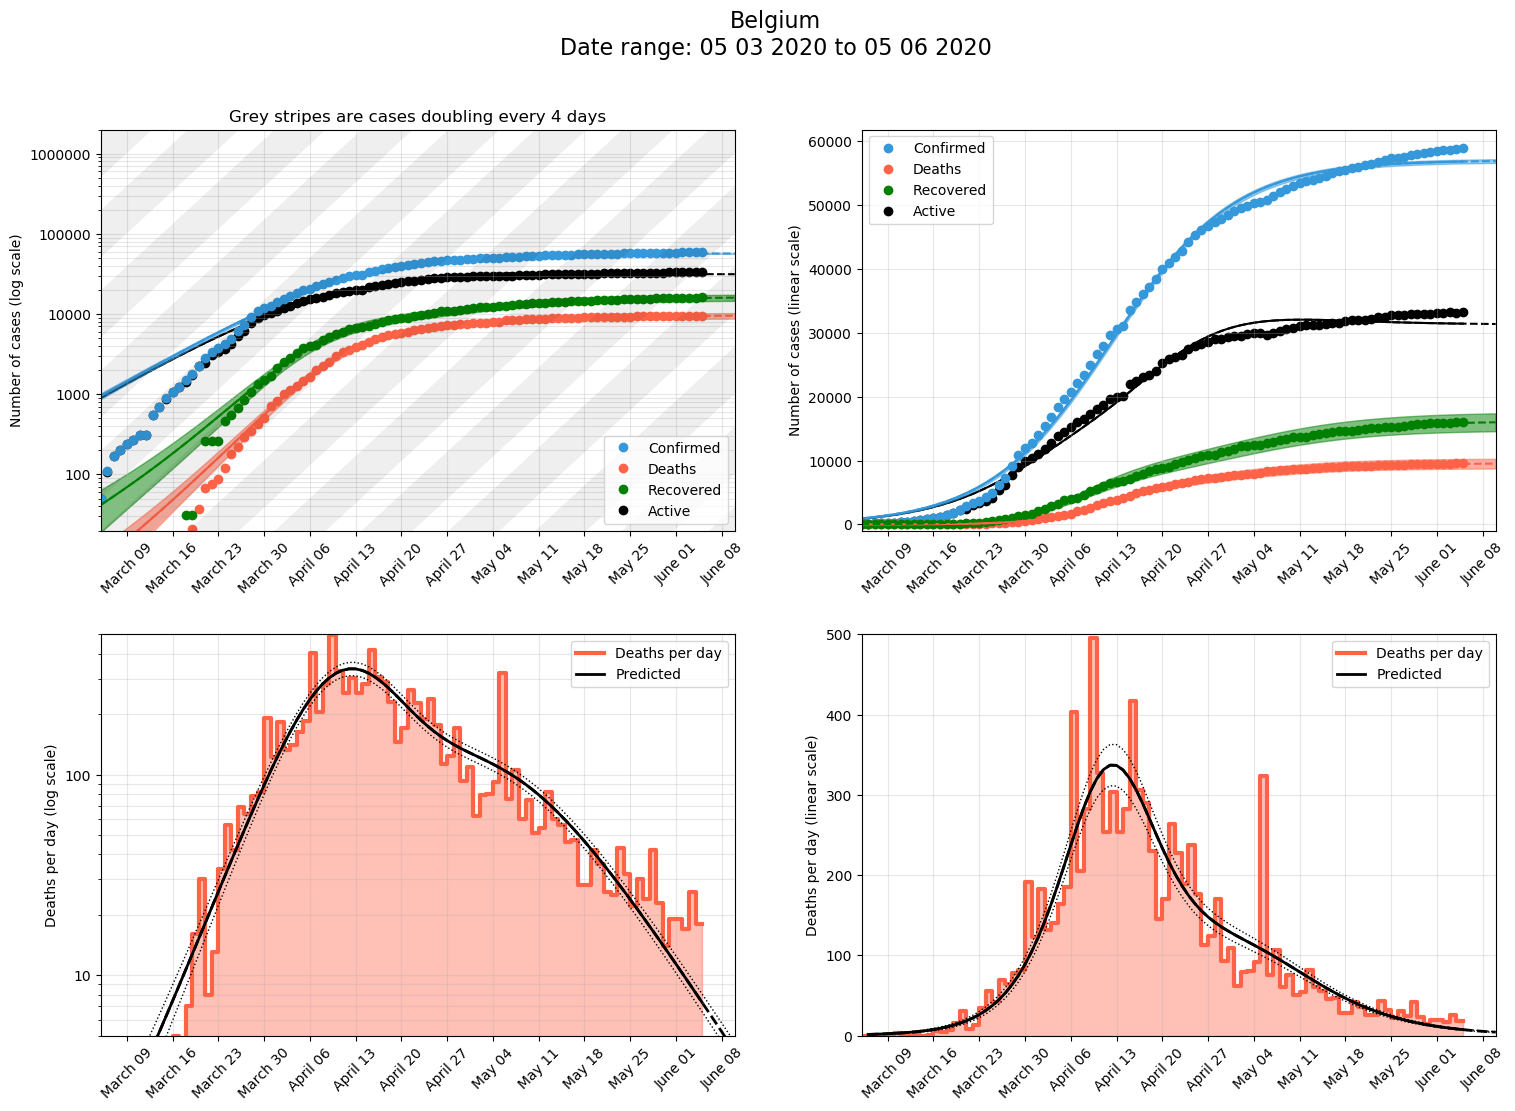 Belgium
Date range: 05 03 2020 to 05 06 2020
Grey stripes are cases doubling every 4 days
Number of cases (log scale)
1000000
100000
10000
1000
100
Confirmed
Deaths
Recovered
Active
March 09
March 16
March 23
March 30
April 06
April 13
April 20
April 27
May 04
May 11
May 18
May 25
June 01
June 08
Number of cases (linear scale)
60000
50000
40000
30000
20000
10000
0
Confirmed
Deaths
Recovered
Active
March 09
March 16
March 23
March 30
April 06
April 13
April 20
April 27
May 04
May 11
May 18
May 25
June 01
June 08
Deaths per day (log scale)
100
10
Deaths per day
Predicted
March 09
March 16
March 23
March 30
April 06
April 13
April 20
April 27
May 04
May 11
May 18
May 25
June 01
June 08
Deaths per day (linear scale)
500
400
300
200
100
0
Deaths per day
Predicted
March 09
March 16
March 23
March 30
April 06
April 13
April 20
April 27
May 04
May 11
May 18
May 25
June 01
June 08